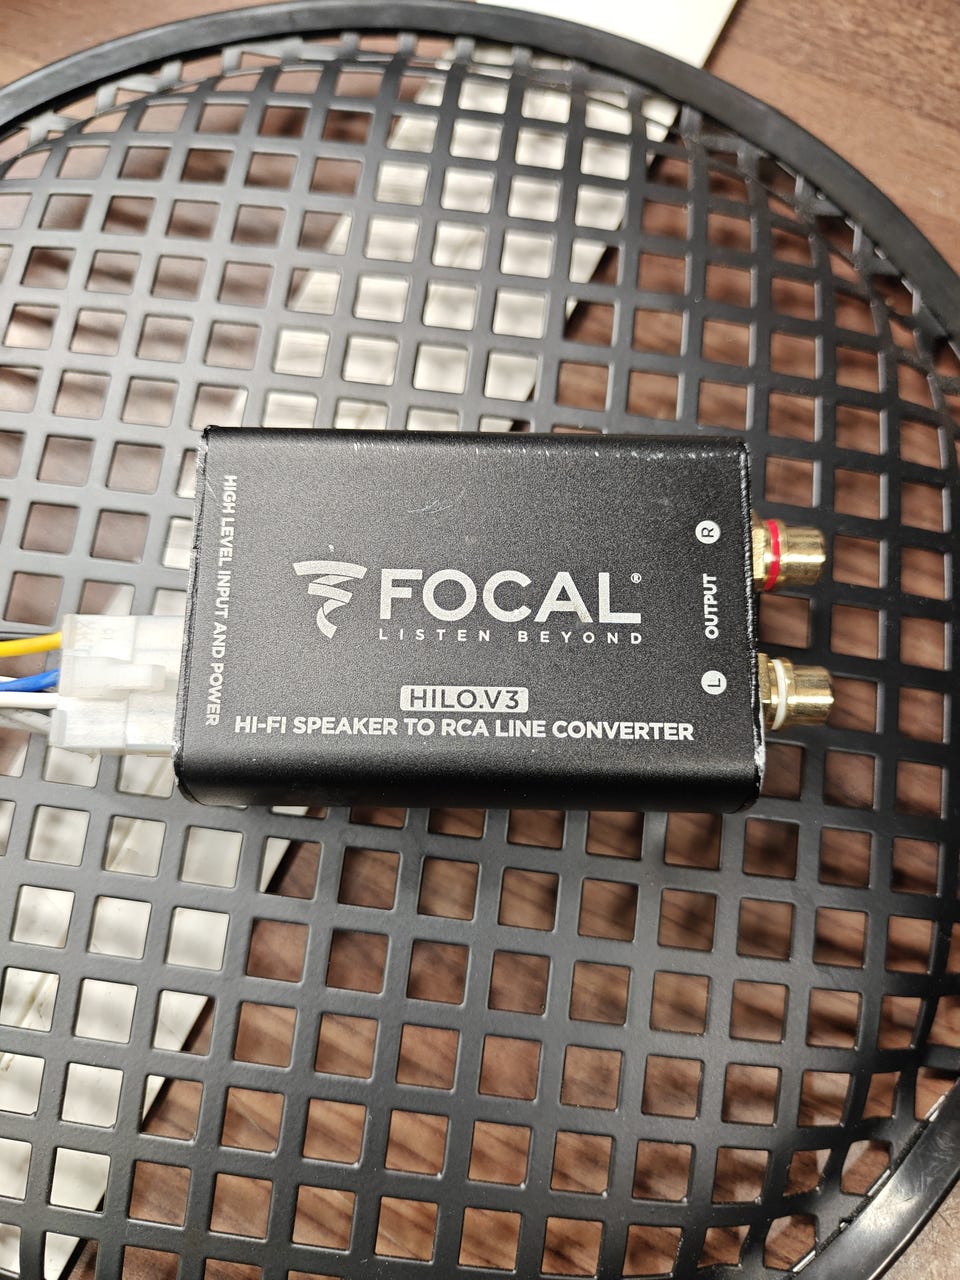 HIGH LEVEL INPUT AND POWER
FOCAL®
LISTEN BEYOND
HILO.V3
HI-FI SPEAKER TO RCA LINE CONVERTER
R
OUTPUT
L